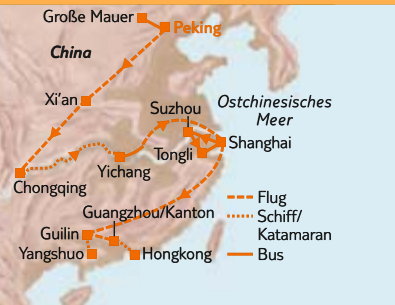 Große Mauer
Peking
China
Xi'an
Suzhou
Ostchinesisches
Meer
Shanghai
Tongli
Yichang
Chongqing
Guangzhou/Kanton
Guilin
Yangshuo
Hongkong
Flug
Schiff/
Katamaran
Bus